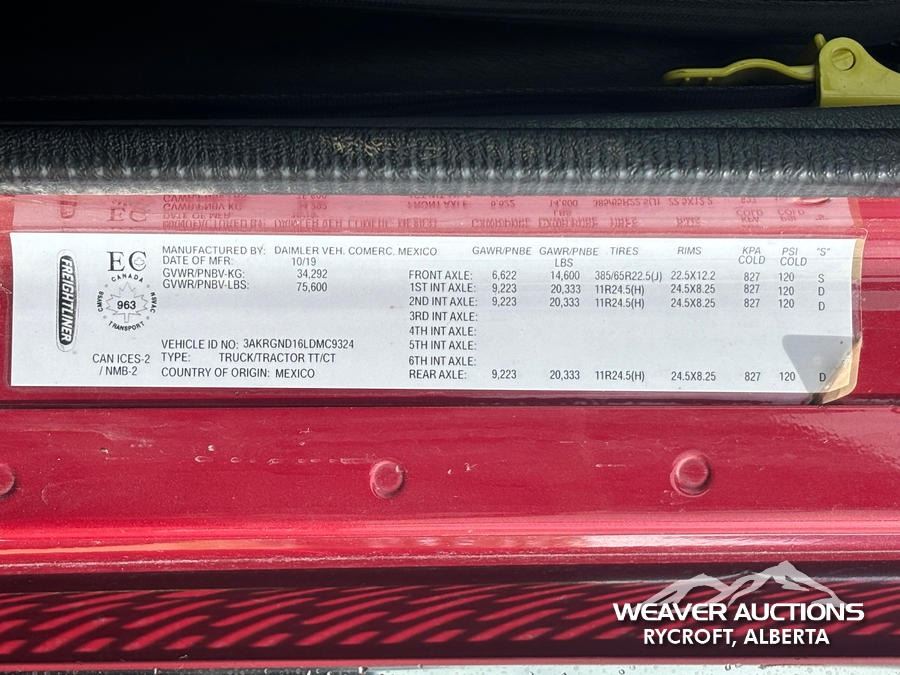 FREIGHTLINER
EC
CANADA
963
TRANSPORT
CAN ICES-2
/ NMB-2
MANUFACTURED BY: DAIMLER VEH. COMERC. MEXICO
DATE OF MFR: 10/19
GVWR/PNBV-KG: 34,292
GVWR/PNBV-LBS: 75,600
VEHICLE ID NO: 3AKRGND16LDMC9324
TYPE: TRUCK/TRACTOR TT/CT
COUNTRY OF ORIGIN: MEXICO
GAWR/PNBE GAWR/PNBE TIRES RIMS KPA PSI "S"
LBS COLD COLD
FRONT AXLE: 6,622 14,600 385/65R22.5(J) 22.5X12.2 827 120 S
1ST INT AXLE: 9,223 20,333 11R24.5(H) 24.5X8.25 827 120 D
2ND INT AXLE: 9,223 20,333 11R24.5(H) 24.5X8.25 827 120 D
3RD INT AXLE:
4TH INT AXLE:
5TH INT AXLE:
6TH INT AXLE:
REAR AXLE: 9,223 20,333 11R24.5(H) 24.5X8.25 827 120 D
WEAVER AUCTIONS
RYCROFT, ALBERTA